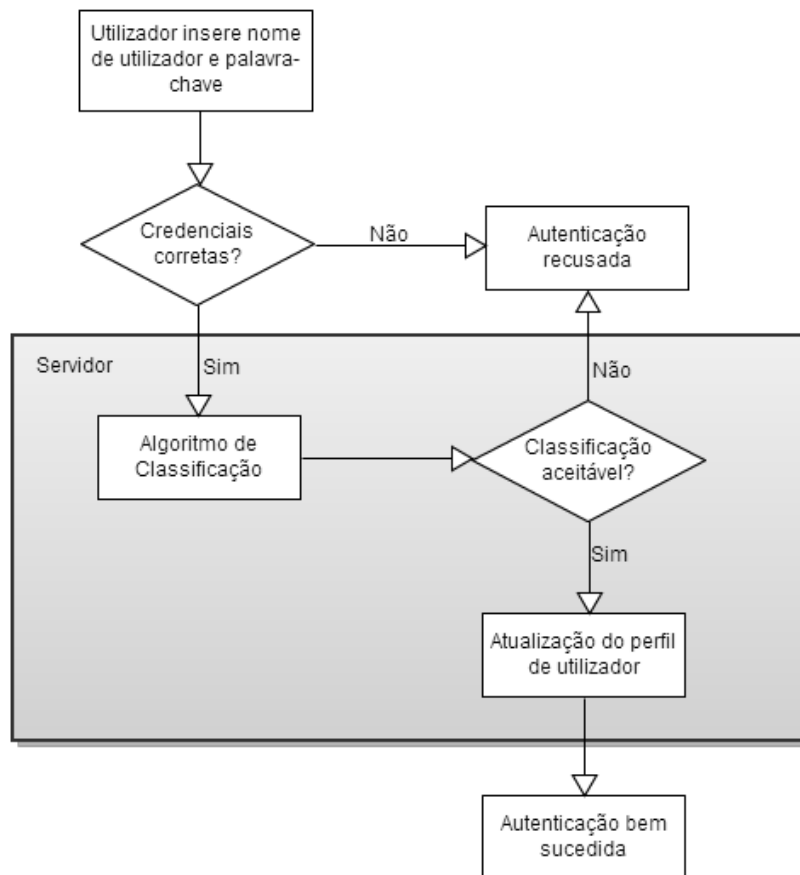 Utilizador insere nome
de utilizador e palavra-
chave
Credenciais
corretas?
Não
Autenticação
recusada
Servidor
Sim
Não
Algoritmo de
Classificação
Classificação
aceitável?
Sim
Atualização do perfil
de utilizador
Autenticação bem
sucedida